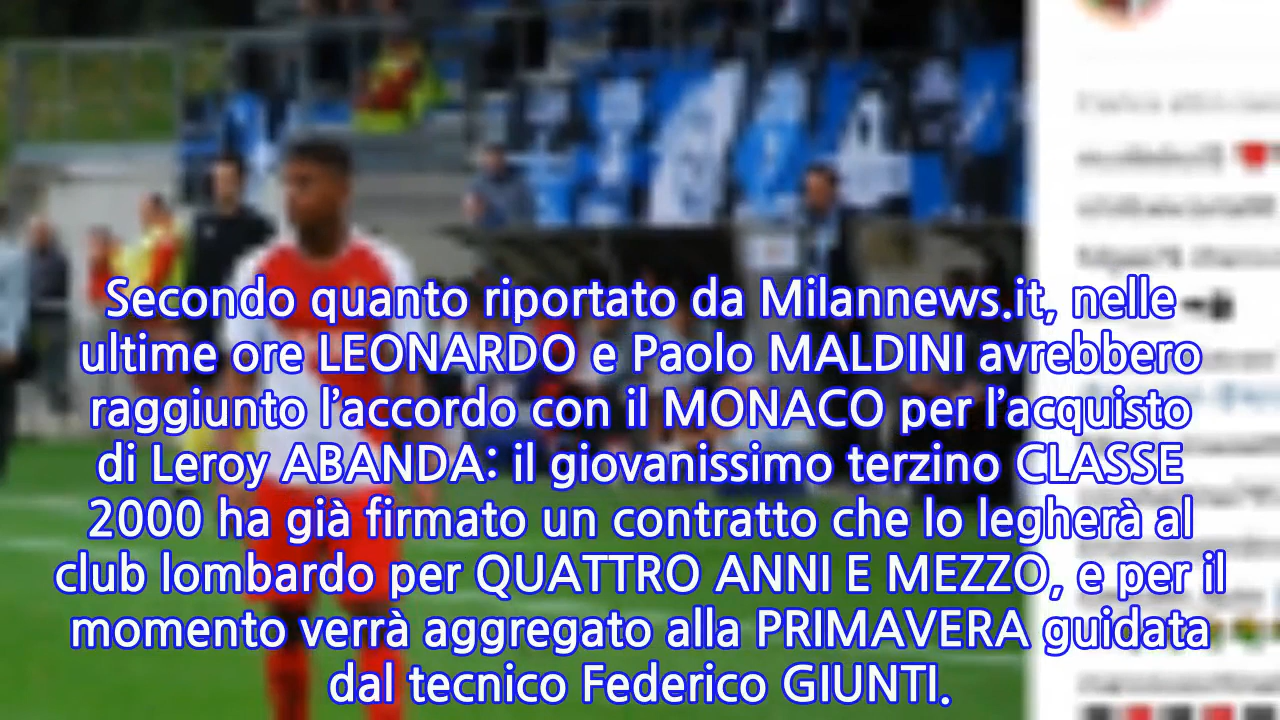 Secondo quanto riportato da Milannews.it, nelle
ultime ore LEONARDO e Paolo MALDINI avrebbero
raggiunto l'accordo con il MONACO per l'acquisto
di Leroy ABANDA: il giovanissimo terzino CLASSE
2000 ha già firmato un contratto che lo legherà al
club lombardo per QUATTRO ANNI E MEZZO, e per il
momento verrà aggregato alla PRIMAVERA guidata
dal tecnico Federico GIUNTI.